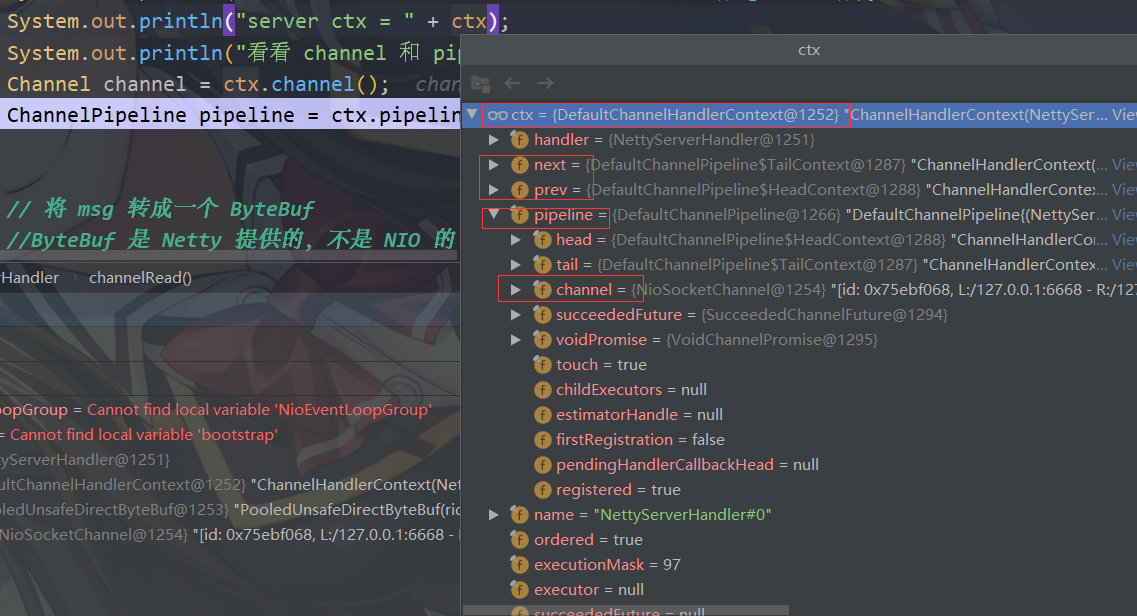 System.out.println("server ctx = " + ctx);
System.out.println("看看 channel 和 pip
Channel channel = ctx.channel(); chan
ChannelPipeline pipeline = ctx.pipelin
// 将 msg 转成一个 ByteBuf
//ByteBuf 是 Netty 提供的，不是 NIO 的
rHandler channelRead()
oopGroup = Cannot find local variable 'NioEventLoopGroup'
= Cannot find local variable 'bootstrap'
tyServerHandler@1251}
ultChannelHandlerContext@1252} "ChannelHandlerContext(Net
oledUnsafeDirectByteBuf@1253} "PooledUnsafeDirectByteBuf(ric
NioSocketChannel@1254} "[id: 0x75ebf068, L:/127.0.0.1:6668 -
ctx
ctx = {DefaultChannelHandlerContext@1252} "ChannelHandlerContext(NettySer... View
handler = {NettyServerHandler@1251}
next = {DefaultChannelPipeline$TailContext@1287} "ChannelHandlerContext(... View
prev = {DefaultChannelPipeline$HeadContext@1288} "ChannelHandlerConte... View
pipeline = {DefaultChannelPipeline@1266} "DefaultChannelPipeline{(NettySer... View
head = {DefaultChannelPipeline$HeadContext@1288} "ChannelHandlerCo... View
tail = {DefaultChannelPipeline$TailContext@1287} "ChannelHandlerContex... View
channel = {NioSocketChannel@1254} "[id: 0x75ebf068, L:/127.0.0.1:6668 - R:/127
succeededFuture = {SucceededChannelFuture@1294}
voidPromise = {VoidChannelPromise@1295}
touch = true
childExecutors = null
estimatorHandle = null
firstRegistration = false
pendingHandlerCallbackHead = null
registered = true
name = "NettyServerHandler#0"
ordered = true
executionMask = 97
executor = null
succeededFuture = null